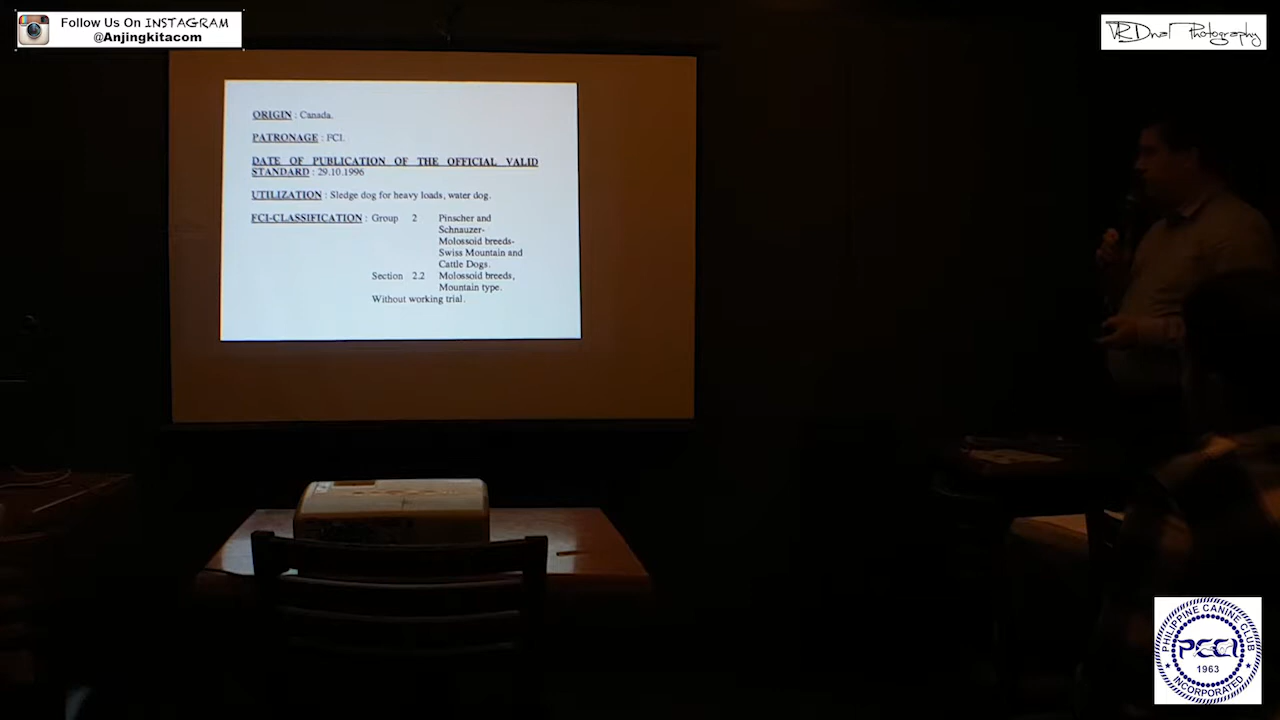 Follow Us On INSTAGRAM
@Anjingkitacom
VRDnal Photography
ORIGIN : Canada.
PATRONAGE : FCI.
DATE OF PUBLICATION OF THE OFFICIAL VALID
STANDARD : 29.10.1996
UTILIZATION : Sledge dog for heavy loads, water dog.
FCI-CLASSIFICATION : Group 2 Pinscher and
Schnauzer-
Molossoid breeds-
Swiss Mountain and
Cattle Dogs.
Section 2.2 Molossoid breeds,
Mountain type.
Without working trial.
PHILIPPINE CANINE CLUB
PCCI
1963
INCORPORATED